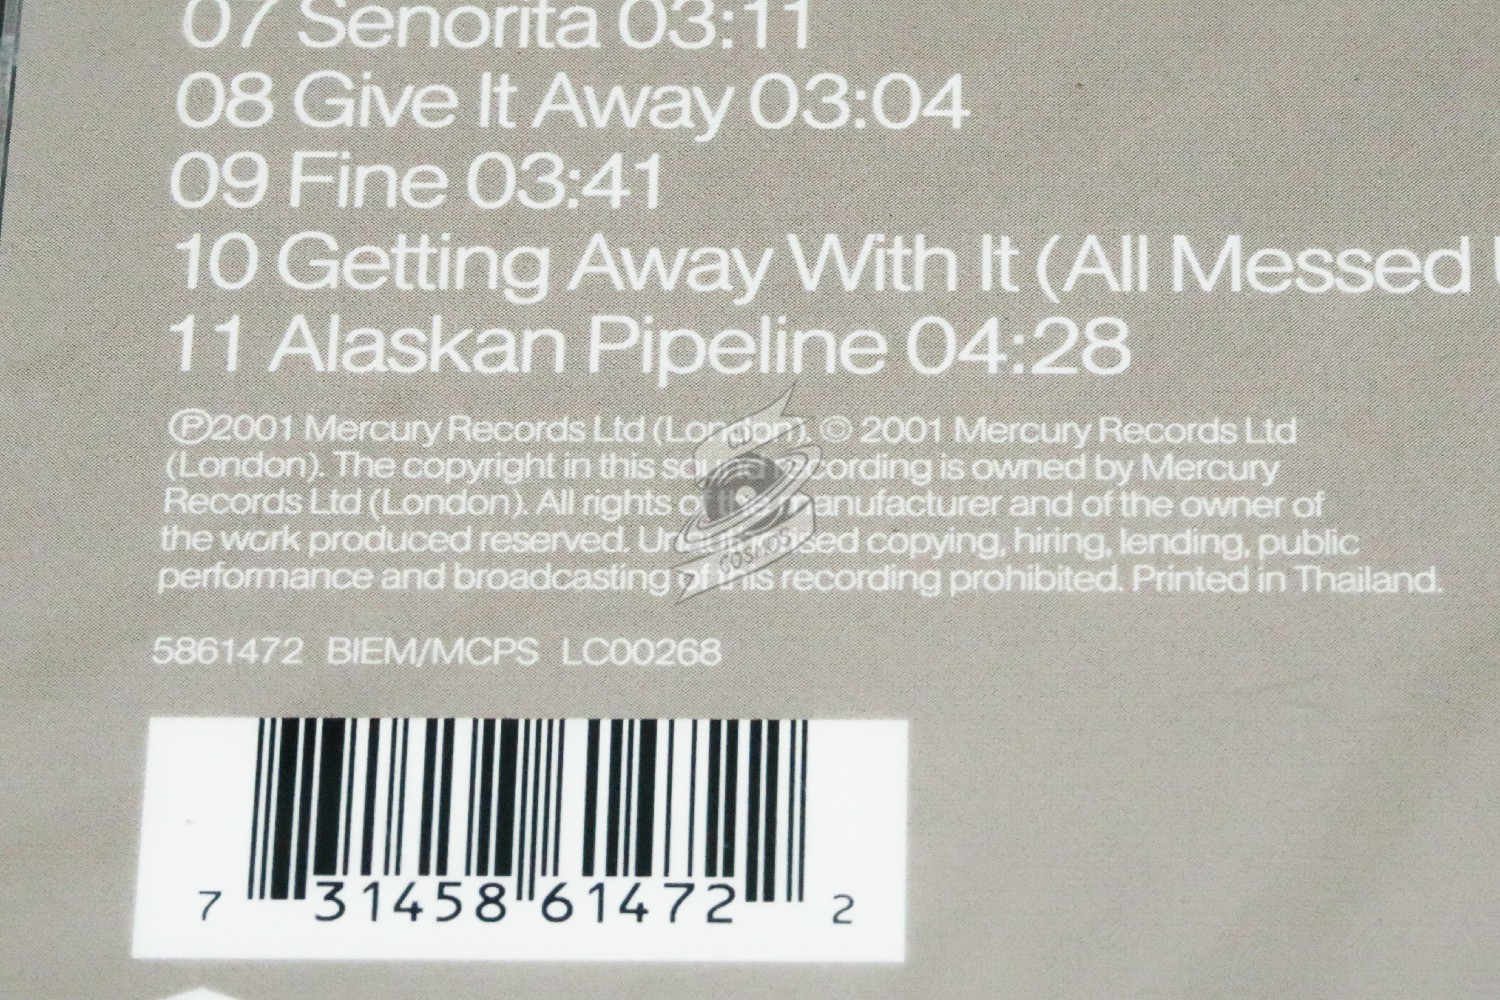 07 Senorita 03:11
08 Give It Away 03:04
09 Fine 03:41
10 Getting Away With It (All Messed
11 Alaskan Pipeline 04:28
℗2001 Mercury Records Ltd (London). © 2001 Mercury Records Ltd
(London). The copyright in this sound recording is owned by Mercury
Records Ltd (London). All rights of the manufacturer and of the owner of
the work produced reserved. Unauthorised copying, hiring, lending, public
performance and broadcasting of this recording prohibited. Printed in Thailand.
5861472 BIEM/MCPS LC00268
COSMOS
7 31458 61472 2